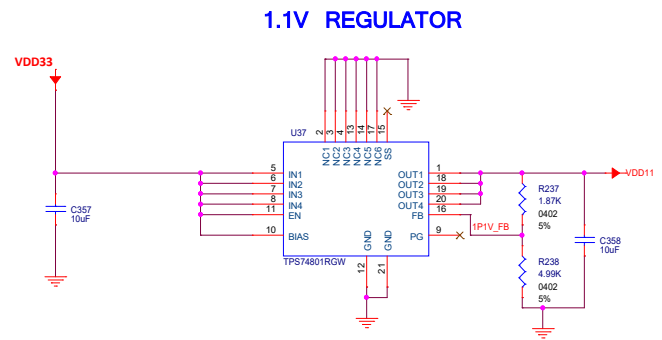 1.1V REGULATOR
VDD33
U37
2 3 4 13 14 17 15
NC1 NC2 NC3 NC4 NC5 NC6 SS
5 IN1 OUT1 1
6 IN2 OUT2 18
7 IN3 OUT3 19
8 IN4 OUT4 20
11 EN FB 16
10 BIAS PG 9
GND GND
12 21
TPS74801RGW
VDD11
1P1V_FB
C357
10uF
R237
1.87K
0402
5%
R238
4.99K
0402
5%
C358
10uF